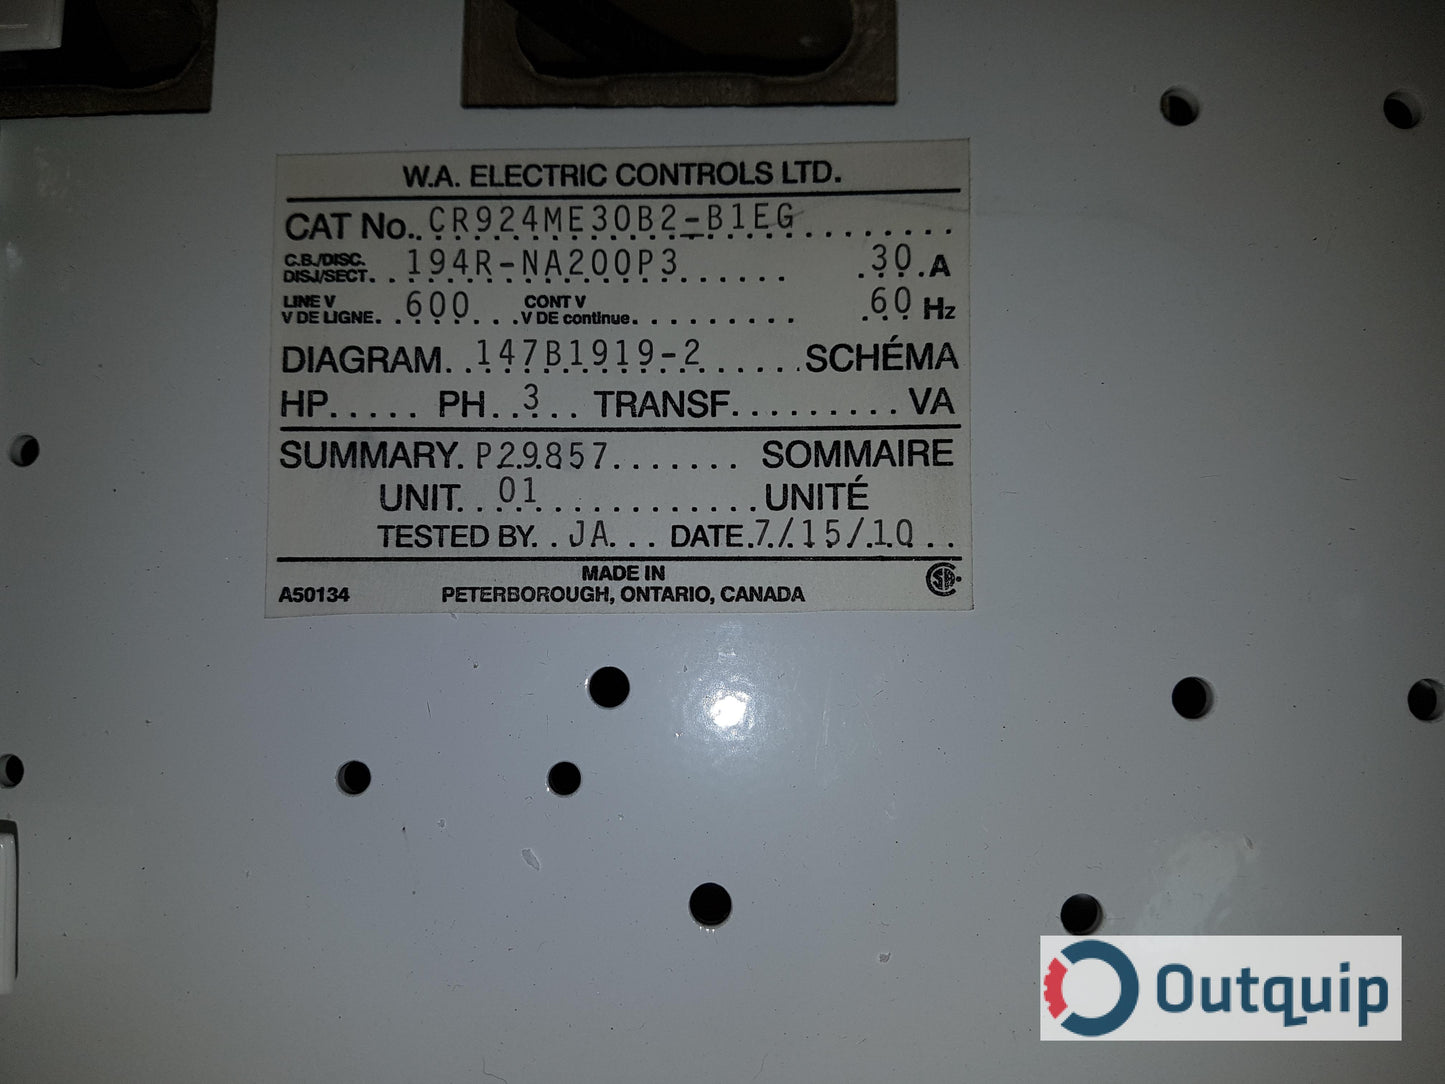 W.A. ELECTRIC CONTROLS LTD.
CAT No.. CR924ME30B2-B1EG
C.B./DISC. DISJ/SECT. 194R-NA200P3 30 A
LINE V V DE LIGNE. 600 CONT V V DE continue. 60 Hz
DIAGRAM 147B1919-2 SCHÉMA
HP PH 3 TRANSF. VA
SUMMARY. P29857 SOMMAIRE
UNIT 01 UNITÉ
TESTED BY JA DATE 7/15/10
MADE IN
A50134 PETERBOROUGH, ONTARIO, CANADA
Outquip